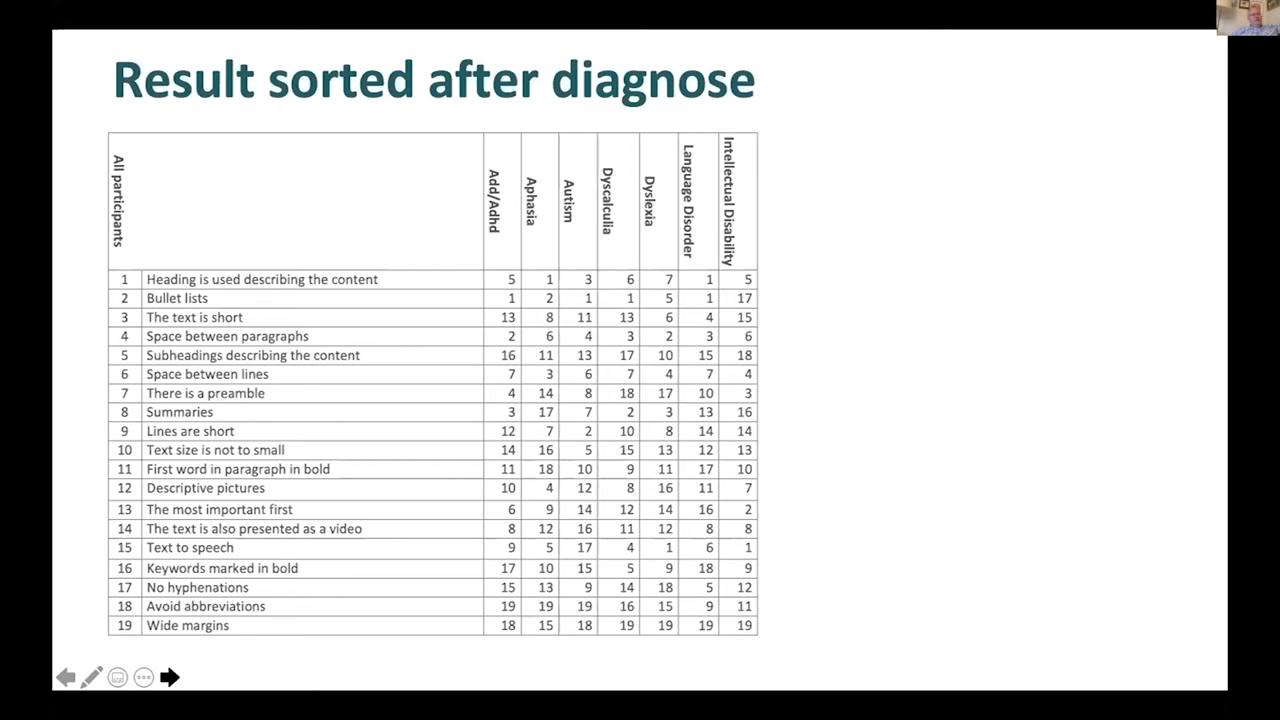 Result sorted after diagnose
All participants Add/Adhd Aphasia Autism Dyscalculia Dyslexia Language Disorder Intellectual Disability
1 Heading is used describing the content 5 1 3 6 7 1 5
2 Bullet lists 1 2 1 1 5 1 17
3 The text is short 13 8 11 13 6 4 15
4 Space between paragraphs 2 6 4 3 2 3 6
5 Subheadings describing the content 16 11 13 17 10 15 18
6 Space between lines 7 3 6 7 4 7 4
7 There is a preamble 4 14 8 18 17 10 3
8 Summaries 3 17 7 2 3 13 16
9 Lines are short 12 7 2 10 8 14 14
10 Text size is not to small 14 16 5 15 13 12 13
11 First word in paragraph in bold 11 18 10 9 11 17 10
12 Descriptive pictures 10 4 12 8 16 11 7
13 The most important first 6 9 14 12 14 16 2
14 The text is also presented as a video 8 12 16 11 12 8 8
15 Text to speech 9 5 17 4 1 6 1
16 Keywords marked in bold 17 10 15 5 9 18 9
17 No hyphenations 15 13 9 14 18 5 12
18 Avoid abbreviations 19 19 19 16 15 9 11
19 Wide margins 18 15 18 19 19 19 19